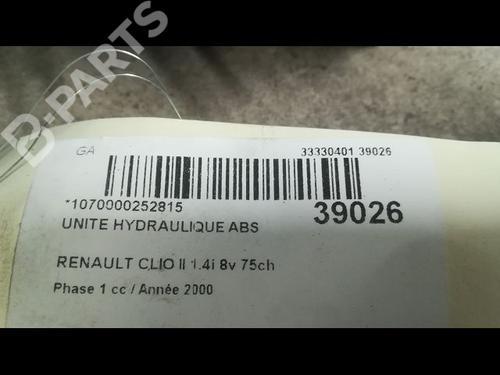 B-PARTS
GA
33330401 39026
*1070000252815
39026
UNITE HYDRAULIQUE ABS
RENAULT CLIO II 1.4i 8v 75ch
Phase 1 cc / Année 2000